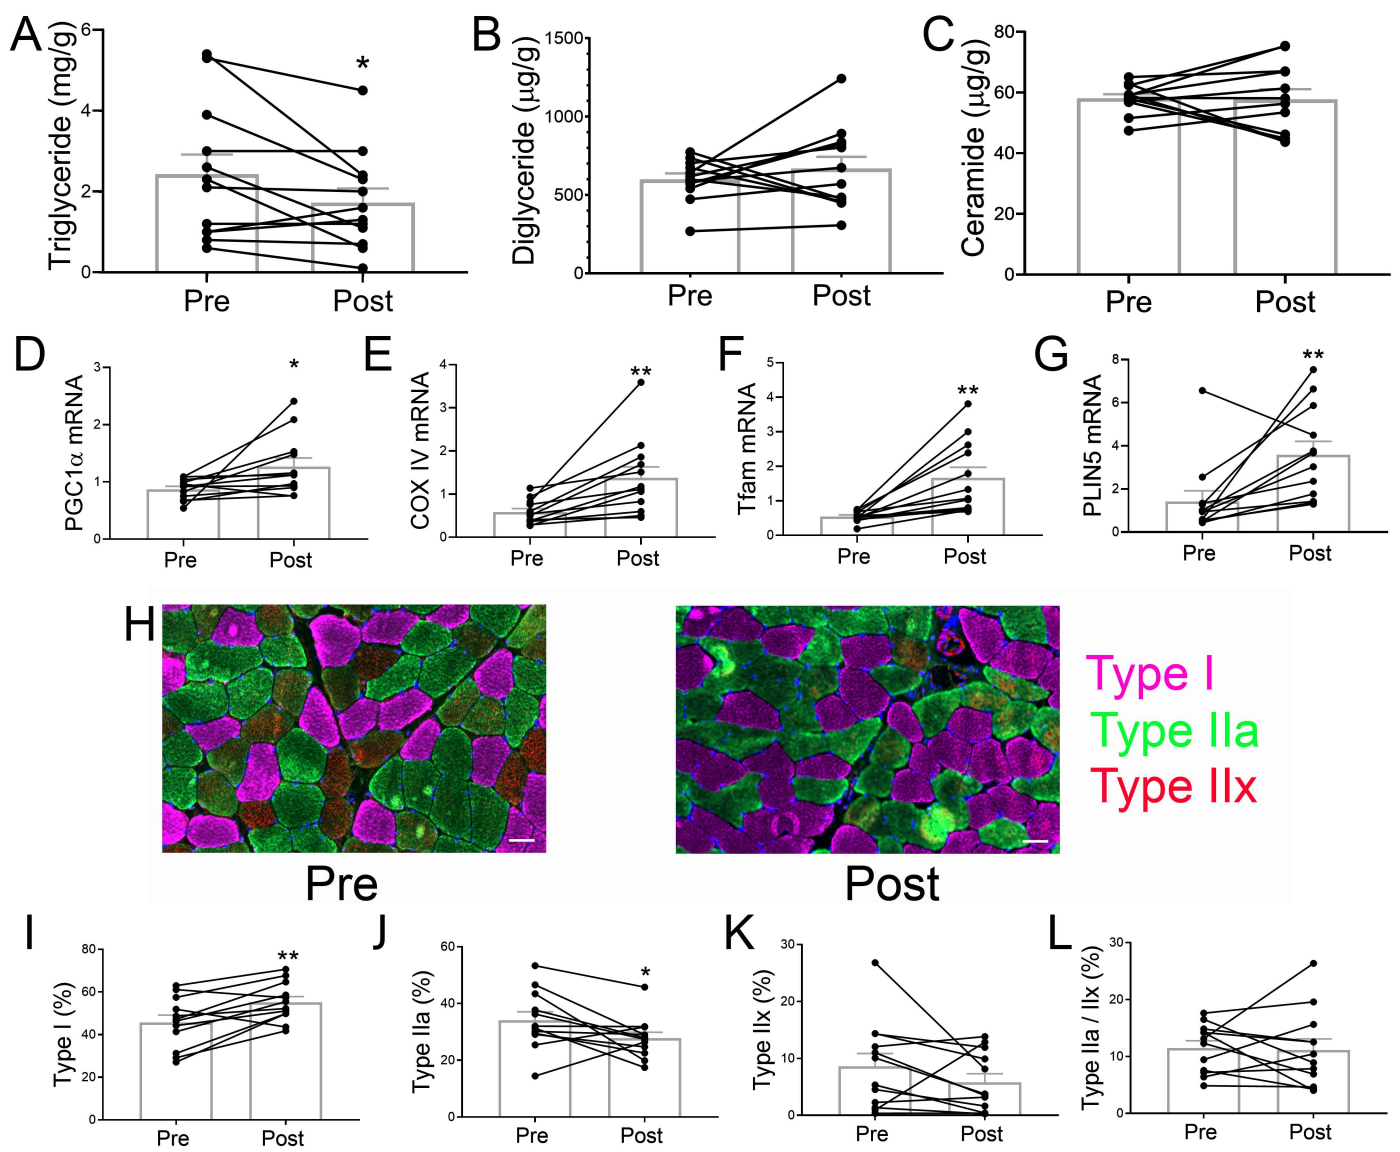 A
Triglyceride (mg/g)
6
4
2
0
*
Pre
Post
B
Diglyceride (µg/g)
1500
1000
500
0
Pre
Post
C
Ceramide (µg/g)
80
60
40
20
0
Pre
Post
D
PGC1α mRNA
3
2
1
0
*
Pre
Post
E
COX IV mRNA
4
3
2
1
0
**
Pre
Post
F
Tfam mRNA
5
4
3
2
1
0
**
Pre
Post
G
PLIN5 mRNA
8
6
4
2
0
**
Pre
Post
H
Pre
Post
Type I
Type IIa
Type IIx
I
Type I (%)
80
60
40
20
0
**
Pre
Post
J
Type IIa (%)
60
40
20
0
*
Pre
Post
K
Type IIx (%)
30
20
10
0
Pre
Post
L
Type IIa / IIx (%)
30
20
10
0
Pre
Post